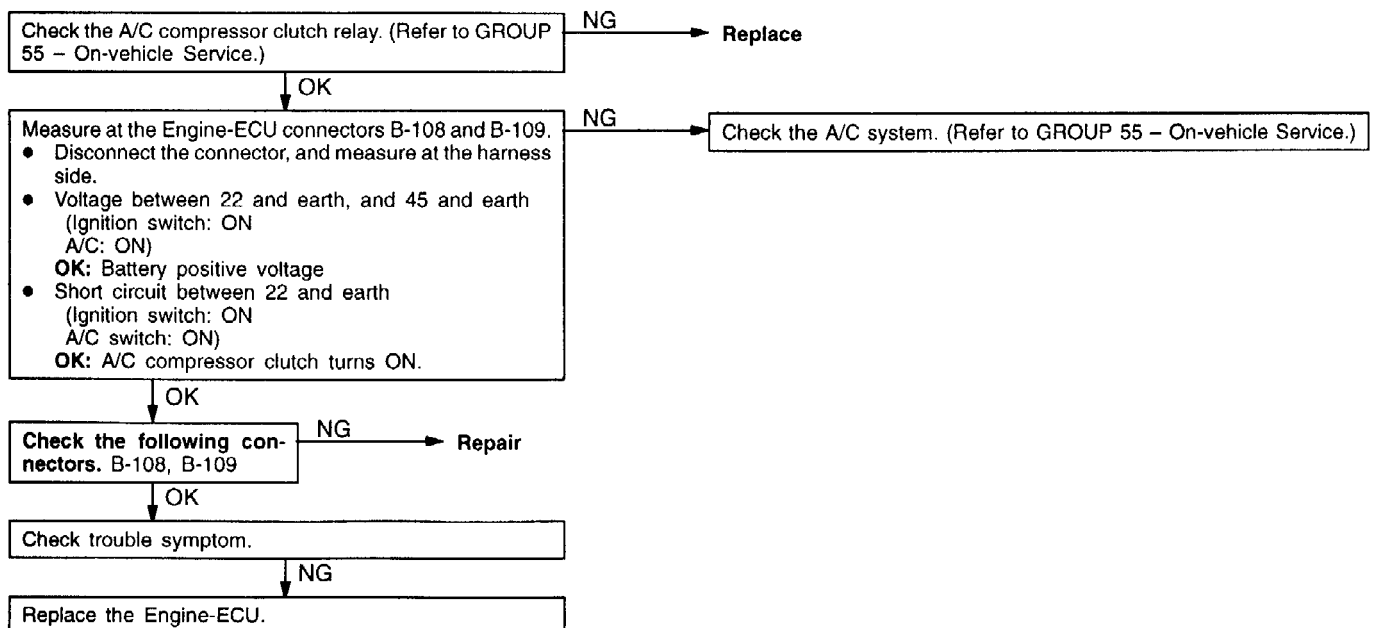 Check the A/C compressor clutch relay. (Refer to GROUP
55 – On-vehicle Service.)
NG
Replace
OK
Measure at the Engine-ECU connectors B-108 and B-109.
● Disconnect the connector, and measure at the harness
side.
● Voltage between 22 and earth, and 45 and earth
(Ignition switch: ON
A/C: ON)
OK: Battery positive voltage
● Short circuit between 22 and earth
(Ignition switch: ON
A/C switch: ON)
OK: A/C compressor clutch turns ON.
NG
Check the A/C system. (Refer to GROUP 55 – On-vehicle Service.)
OK
Check the following con-
nectors. B-108, B-109
NG
Repair
OK
Check trouble symptom.
NG
Replace the Engine-ECU.